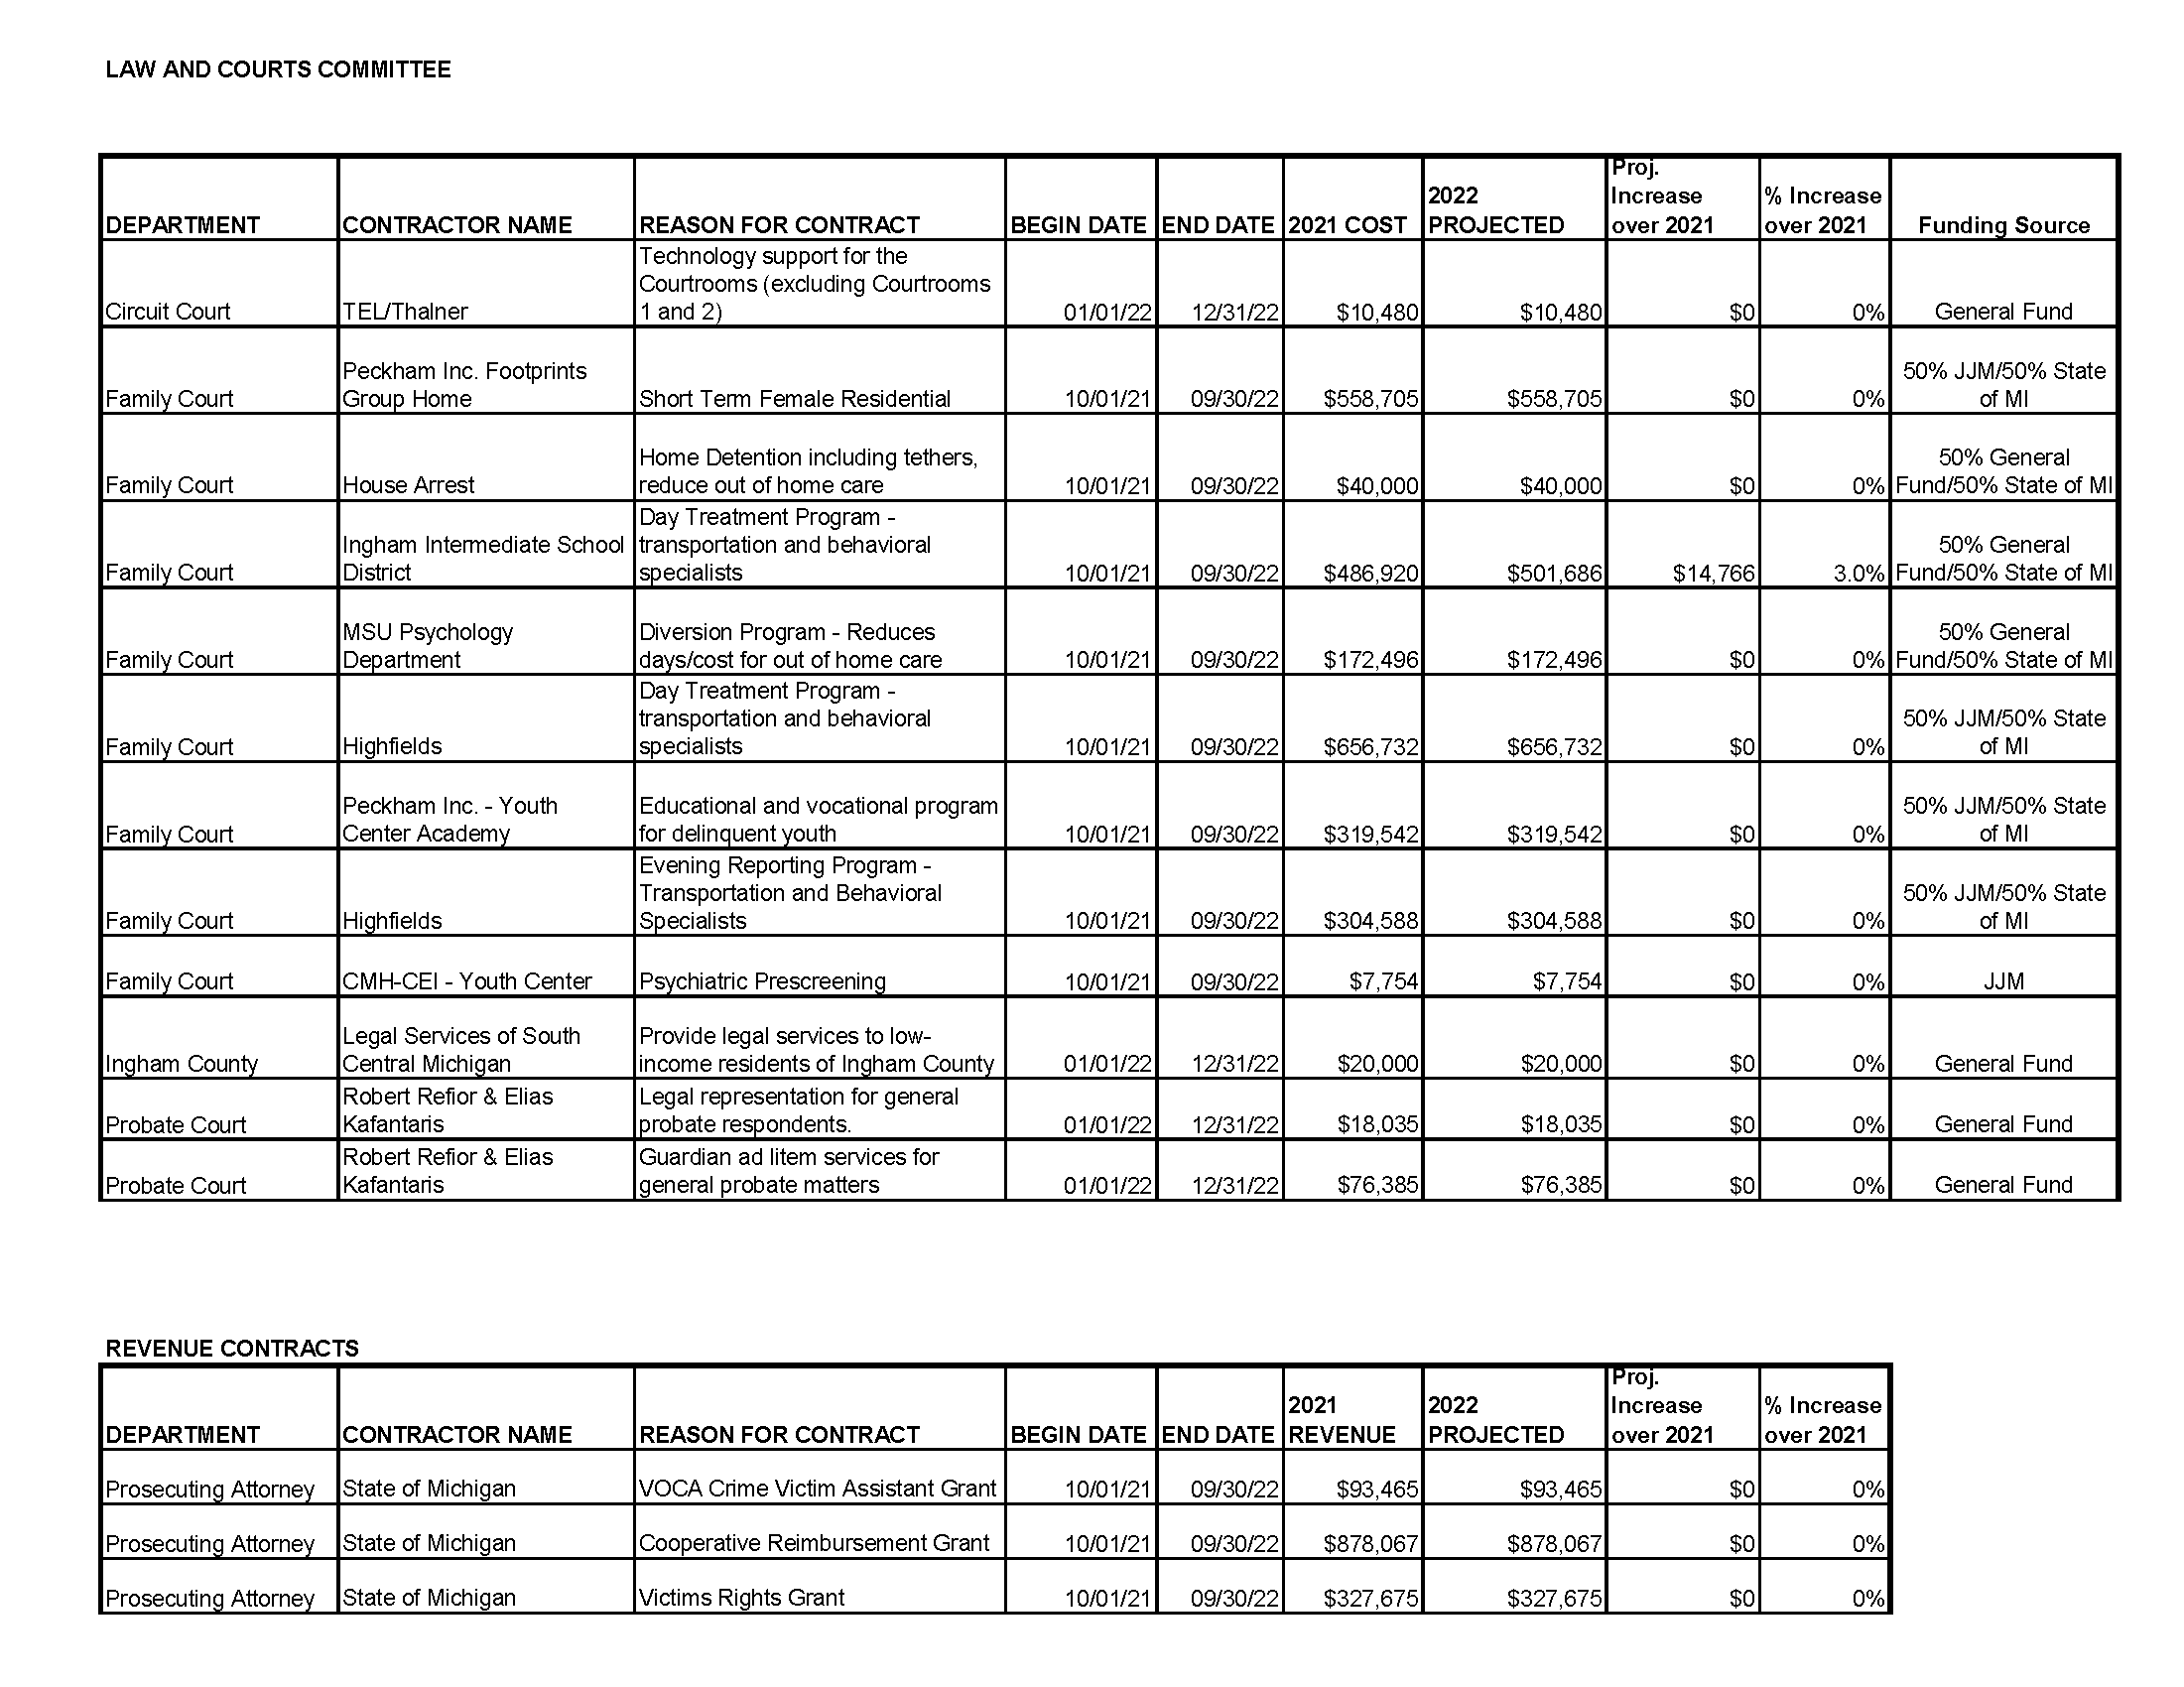 LAW AND COURTS COMMITTEE
DEPARTMENT CONTRACTOR NAME REASON FOR CONTRACT BEGIN DATE END DATE 2021 COST 2022 PROJECTED Proj. Increase over 2021 % Increase over 2021 Funding Source
Circuit Court TEL/Thalner Technology support for the Courtrooms (excluding Courtrooms 1 and 2) 01/01/22 12/31/22 $10,480 $10,480 $0 0% General Fund
Family Court Peckham Inc. Footprints Group Home Short Term Female Residential 10/01/21 09/30/22 $558,705 $558,705 $0 0% 50% JJM/50% State of MI
Family Court House Arrest Home Detention including tethers, reduce out of home care 10/01/21 09/30/22 $40,000 $40,000 $0 0% 50% General Fund/50% State of MI
Family Court Ingham Intermediate School District Day Treatment Program - transportation and behavioral specialists 10/01/21 09/30/22 $486,920 $501,686 $14,766 3.0% 50% General Fund/50% State of MI
Family Court MSU Psychology Department Diversion Program - Reduces days/cost for out of home care 10/01/21 09/30/22 $172,496 $172,496 $0 0% 50% General Fund/50% State of MI
Family Court Highfields Day Treatment Program - transportation and behavioral specialists 10/01/21 09/30/22 $656,732 $656,732 $0 0% 50% JJM/50% State of MI
Family Court Peckham Inc. - Youth Center Academy Educational and vocational program for delinquent youth 10/01/21 09/30/22 $319,542 $319,542 $0 0% 50% JJM/50% State of MI
Family Court Highfields Evening Reporting Program - Transportation and Behavioral Specialists 10/01/21 09/30/22 $304,588 $304,588 $0 0% 50% JJM/50% State of MI
Family Court CMH-CEI - Youth Center Psychiatric Prescreening 10/01/21 09/30/22 $7,754 $7,754 $0 0% JJM
Ingham County Legal Services of South Central Michigan Provide legal services to low-income residents of Ingham County 01/01/22 12/31/22 $20,000 $20,000 $0 0% General Fund
Probate Court Robert Refior & Elias Kafantaris Legal representation for general probate respondents. 01/01/22 12/31/22 $18,035 $18,035 $0 0% General Fund
Probate Court Robert Refior & Elias Kafantaris Guardian ad litem services for general probate matters 01/01/22 12/31/22 $76,385 $76,385 $0 0% General Fund
REVENUE CONTRACTS
DEPARTMENT CONTRACTOR NAME REASON FOR CONTRACT BEGIN DATE END DATE 2021 REVENUE 2022 PROJECTED Proj. Increase over 2021 % Increase over 2021
Prosecuting Attorney State of Michigan VOCA Crime Victim Assistant Grant 10/01/21 09/30/22 $93,465 $93,465 $0 0%
Prosecuting Attorney State of Michigan Cooperative Reimbursement Grant 10/01/21 09/30/22 $878,067 $878,067 $0 0%
Prosecuting Attorney State of Michigan Victims Rights Grant 10/01/21 09/30/22 $327,675 $327,675 $0 0%